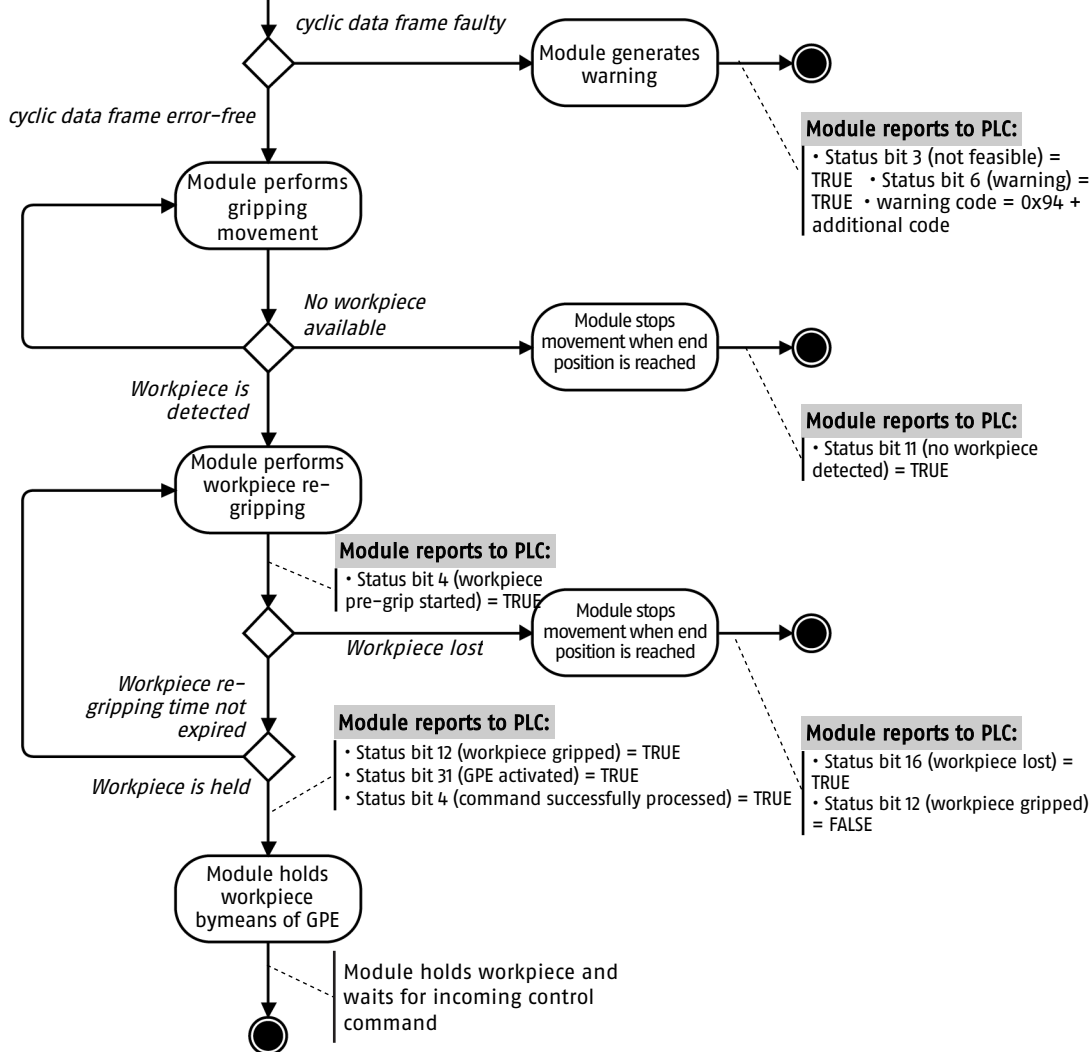 cyclic data frame faulty
Module generates
warning
cyclic data frame error-free
Module reports to PLC:
• Status bit 3 (not feasible) =
TRUE • Status bit 6 (warning) =
TRUE • warning code = 0x94 +
additional code
Module performs
gripping
movement
No workpiece
available
Module stops
movement when end
position is reached
Workpiece is
detected
Module reports to PLC:
• Status bit 11 (no workpiece
detected) = TRUE
Module performs
workpiece re-
gripping
Module reports to PLC:
• Status bit 4 (workpiece
pre-grip started) = TRUE
Module stops
movement when end
position is reached
Workpiece lost
Workpiece re-
gripping time not
expired
Module reports to PLC:
• Status bit 12 (workpiece gripped) = TRUE
• Status bit 31 (GPE activated) = TRUE
• Status bit 4 (command successfully processed) = TRUE
Module reports to PLC:
• Status bit 16 (workpiece lost) =
TRUE
• Status bit 12 (workpiece gripped)
= FALSE
Workpiece is held
Module holds
workpiece
bymeans of GPE
Module holds workpiece and
waits for incoming control
command